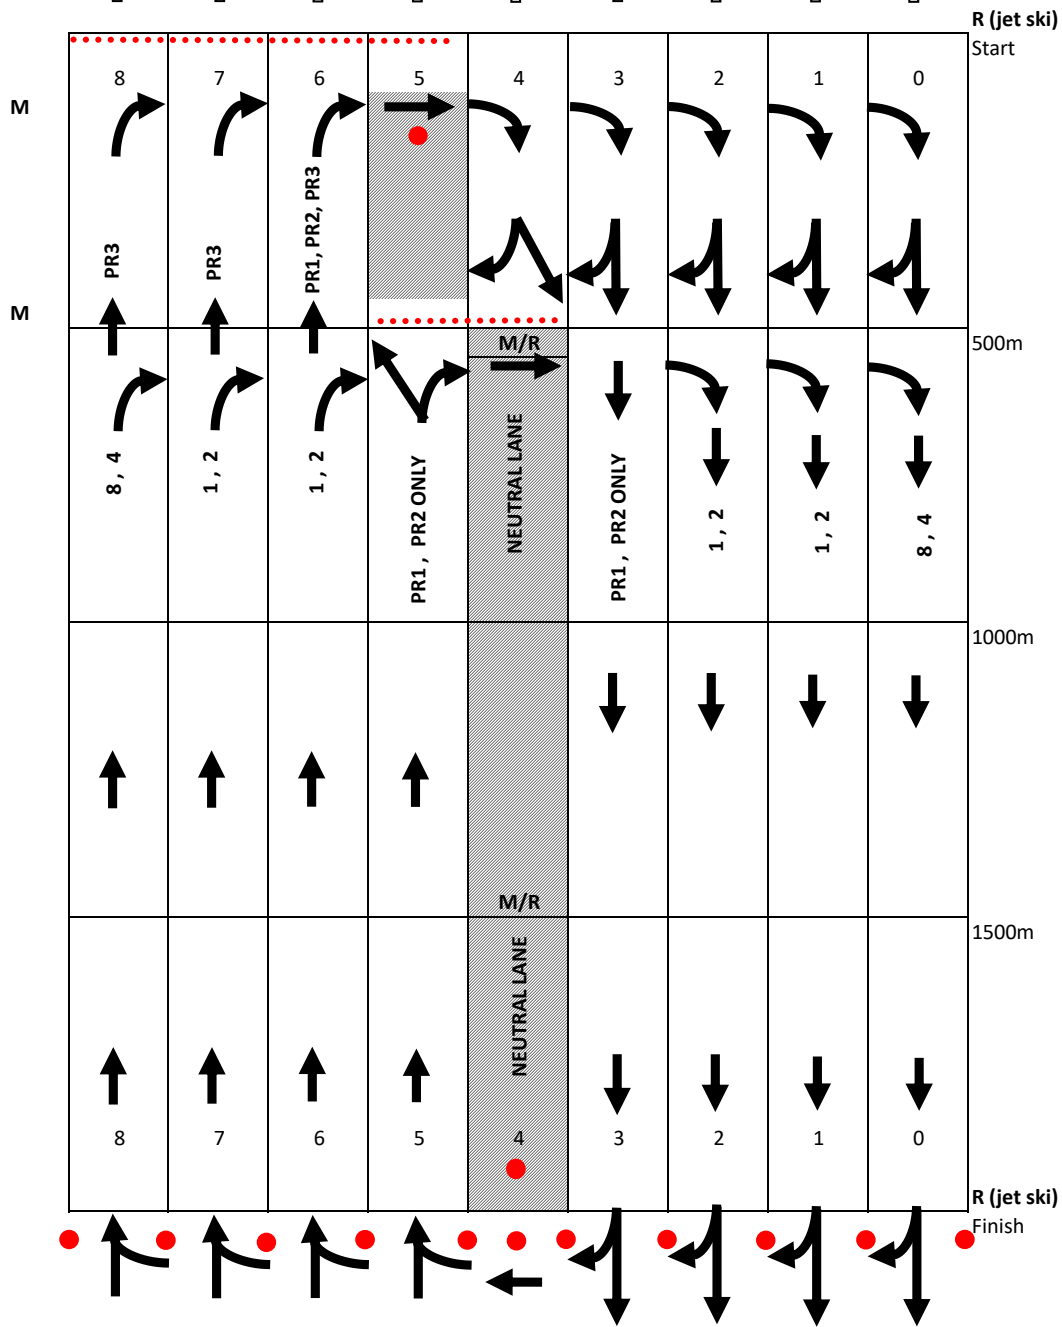 R (jet ski)
Start
8 7 6 5 4 3 2 1 0
M
PR3 PR3 PR1, PR2, PR3
M
M/R
500m
8 , 4
1 , 2
1 , 2
PR1 , PR2 ONLY
NEUTRAL LANE
PR1 , PR2 ONLY
1 , 2
1 , 2
8 , 4
1000m
M/R
1500m
NEUTRAL LANE
8 7 6 5 4 3 2 1 0
R (jet ski)
Finish